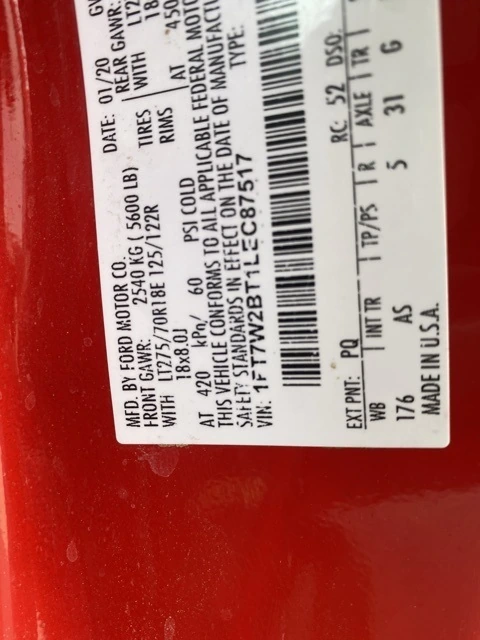 MFD. BY FORD MOTOR CO.
DATE: 01/20
FRONT GAWR: 2540 KG ( 5600 LB)
REAR GAWR:
WITH LT275/70R18E 125/122R
TIRES
WITH
18x8.0J
RIMS
AT 420 kPa/ 60 PSI COLD
AT 450
THIS VEHICLE CONFORMS TO ALL APPLICABLE FEDERAL MOTO
SAFETY STANDARDS IN EFFECT ON THE DATE OF MANUFACTU
VIN: 1FT7W2BT1LEC87517
TYPE:
EXT PNT: PQ
RC: 52 DSO:
WB INT TR TP/PS R AXLE TR
176 AS 5 31 G
MADE IN U.S.A.